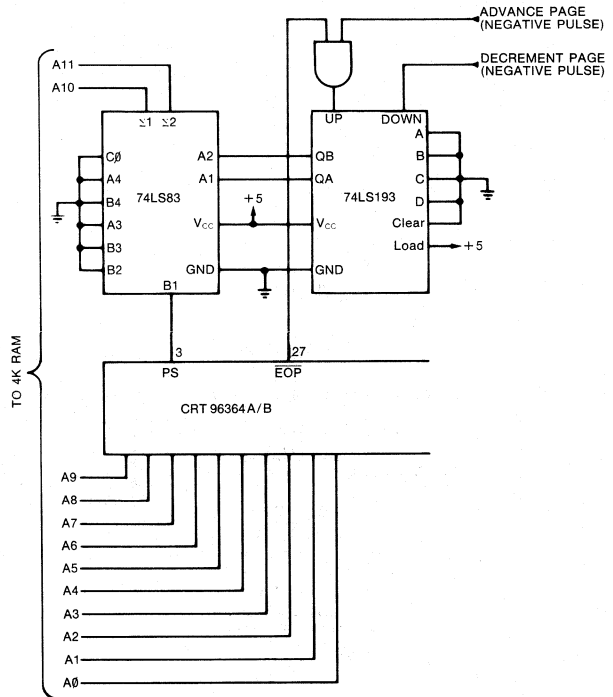 ADVANCE PAGE
(NEGATIVE PULSE)
DECREMENT PAGE
(NEGATIVE PULSE)
A11
A10
Σ1 Σ2
UP DOWN
CØ
A4
B4
A3
B3
B2
74LS83
A2
A1
VCC
GND
B1
+5
QB
QA
VCC
GND
74LS193
A
B
C
D
Clear
Load
+5
3
27
PS
EOP
CRT 96364A/B
TO 4K RAM
A9
A8
A7
A6
A5
A4
A3
A2
A1
AØ